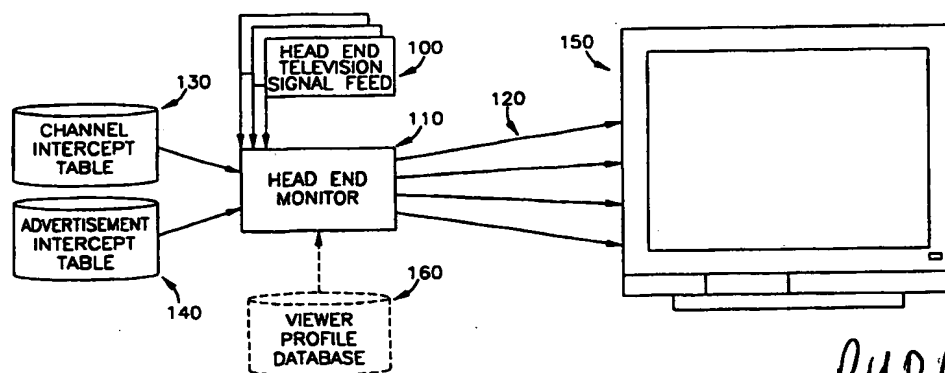 HEAD END
TELEVISION
SIGNAL FEED
100
150
130
CHANNEL
INTERCEPT
TABLE
110
120
HEAD END
MONITOR
ADVERTISEMENT
INTERCEPT
TABLE
140
160
VIEWER
PROFILE
DATABASE